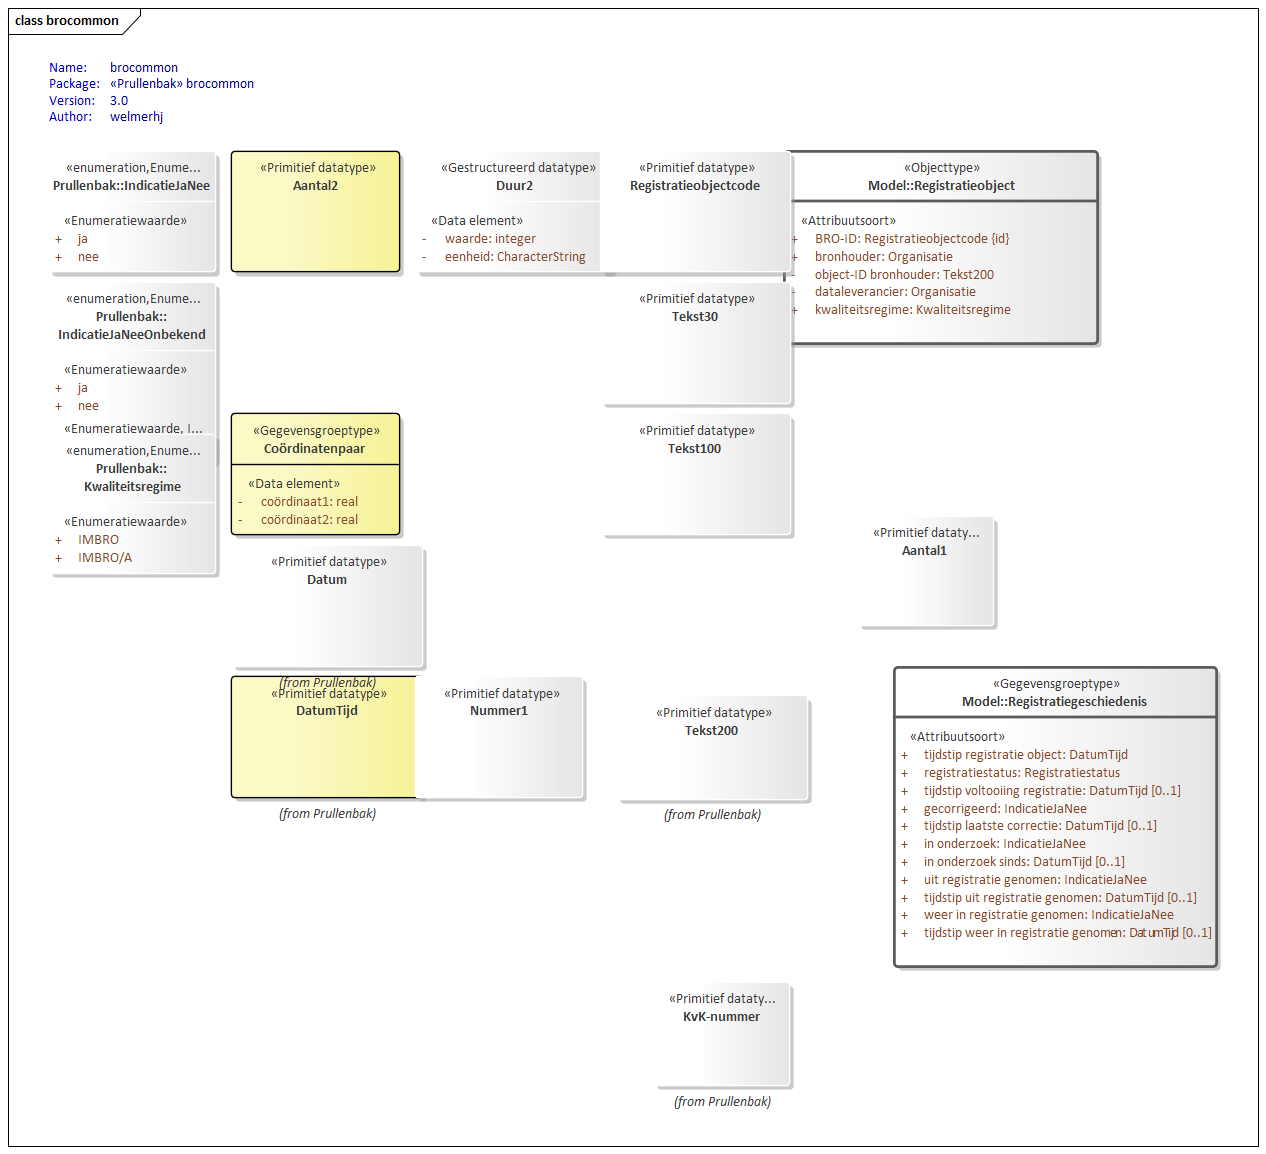 class brocommon
Name: brocommon
Package: «Prullenbak» brocommon
Version: 3.0
Author: welmerhj
«enumeration,Enume...
Prullenbak::IndicatieJaNee
«Enumeratiewaarde»
+ ja
+ nee
«Primitief datatype»
Aantal2
«Gestructureerd datatype»
Duur2
«Data element»
- waarde: integer
- eenheid: CharacterString
«Primitief datatype»
Registratieobjectcode
«Objecttype»
Model::Registratieobject
«Attribuutsoort»
+ BRO-ID: Registratieobjectcode {id}
+ bronhouder: Organisatie
- object-ID bronhouder: Tekst200
- dataleverancier: Organisatie
+ kwaliteitsregime: Kwaliteitsregime
«enumeration,Enume...
Prullenbak::
IndicatieJaNeeOnbekend
«Enumeratiewaarde»
+ ja
+ nee
«Enumeratiewaarde, I...
«Primitief datatype»
Tekst30
«enumeration,Enume...
Prullenbak::
Kwaliteitsregime
«Enumeratiewaarde»
+ IMBRO
+ IMBRO/A
«Gegevensgroeptype»
Coördinatenpaar
«Data element»
- coördinaat1: real
- coördinaat2: real
«Primitief datatype»
Tekst100
«Primitief dataty...
Aantal1
«Primitief datatype»
Datum
(from Prullenbak)
«Primitief datatype»
DatumTijd
(from Prullenbak)
«Primitief datatype»
Nummer1
«Primitief datatype»
Tekst200
(from Prullenbak)
«Gegevensgroeptype»
Model::Registratiegeschiedenis
«Attribuutsoort»
+ tijdstip registratie object: DatumTijd
+ registratiestatus: Registratiestatus
+ tijdstip voltooiing registratie: DatumTijd [0..1]
+ gecorrigeerd: IndicatieJaNee
+ tijdstip laatste correctie: DatumTijd [0..1]
+ in onderzoek: IndicatieJaNee
+ in onderzoek sinds: DatumTijd [0..1]
+ uit registratie genomen: IndicatieJaNee
+ tijdstip uit registratie genomen: DatumTijd [0..1]
+ weer in registratie genomen: IndicatieJaNee
+ tijdstip weer in registratie genomen: DatumTijd [0..1]
«Primitief dataty...
KvK-nummer
(from Prullenbak)